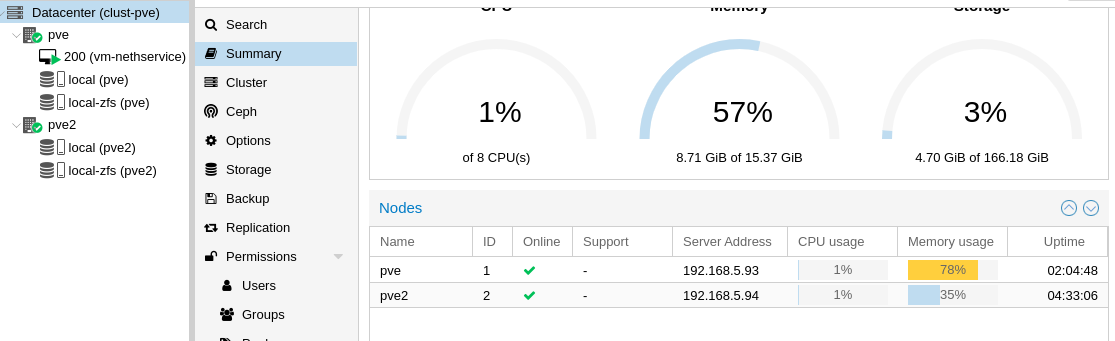 Datacenter (clust-pve)
pve
200 (vm-nethservice)
local (pve)
local-zfs (pve)
pve2
local (pve2)
local-zfs (pve2)
Search
Summary
Cluster
Ceph
Options
Storage
Backup
Replication
Permissions
Users
Groups
CPU Memory Storage
1% 57% 3%
of 8 CPU(s) 8.71 GiB of 15.37 GiB 4.70 GiB of 166.18 GiB
Nodes
Name ID Online Support Server Address CPU usage Memory usage Uptime
pve 1 - 192.168.5.93 1% 78% 02:04:48
pve2 2 - 192.168.5.94 1% 35% 04:33:06